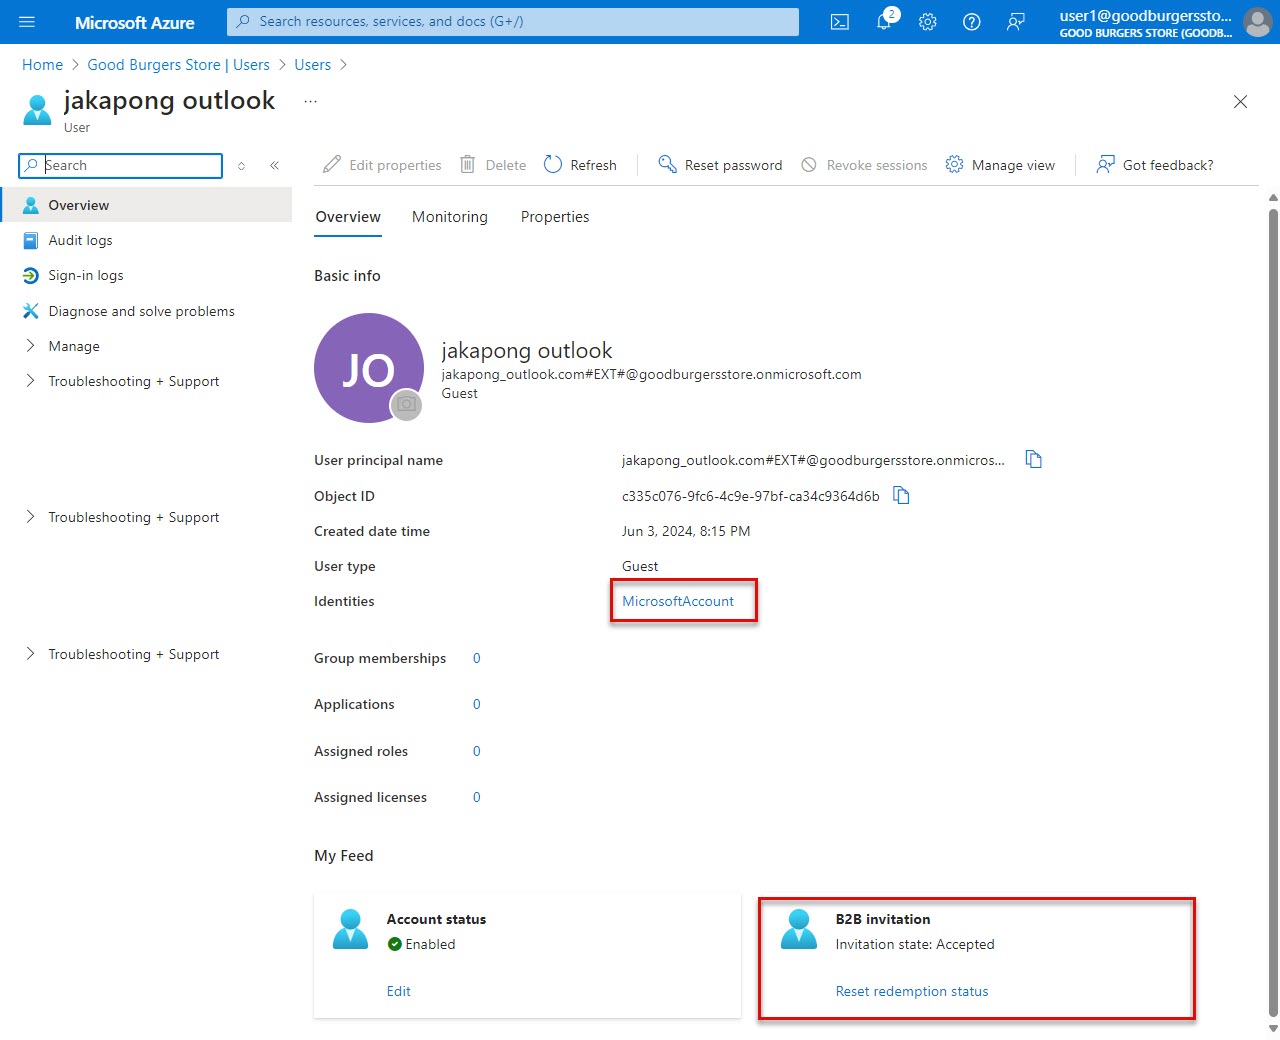 Microsoft Azure
Search resources, services, and docs (G+/)
2
user1@goodburgerssto...
GOOD BURGERS STORE (GOODB...
Home > Good Burgers Store | Users > Users >
jakapong outlook ...
User
Search
Edit properties Delete Refresh Reset password Revoke sessions Manage view Got feedback?
Overview
Audit logs
Sign-in logs
Diagnose and solve problems
Manage
Troubleshooting + Support
Troubleshooting + Support
Troubleshooting + Support
Overview Monitoring Properties
Basic info
JO
jakapong outlook
jakapong_outlook.com#EXT#@goodburgersstore.onmicrosoft.com
Guest
User principal name jakapong_outlook.com#EXT#@goodburgersstore.onmicros...
Object ID c335c076-9fc6-4c9e-97bf-ca34c9364d6b
Created date time Jun 3, 2024, 8:15 PM
User type Guest
Identities MicrosoftAccount
Group memberships 0
Applications 0
Assigned roles 0
Assigned licenses 0
My Feed
Account status
Enabled
Edit
B2B invitation
Invitation state: Accepted
Reset redemption status